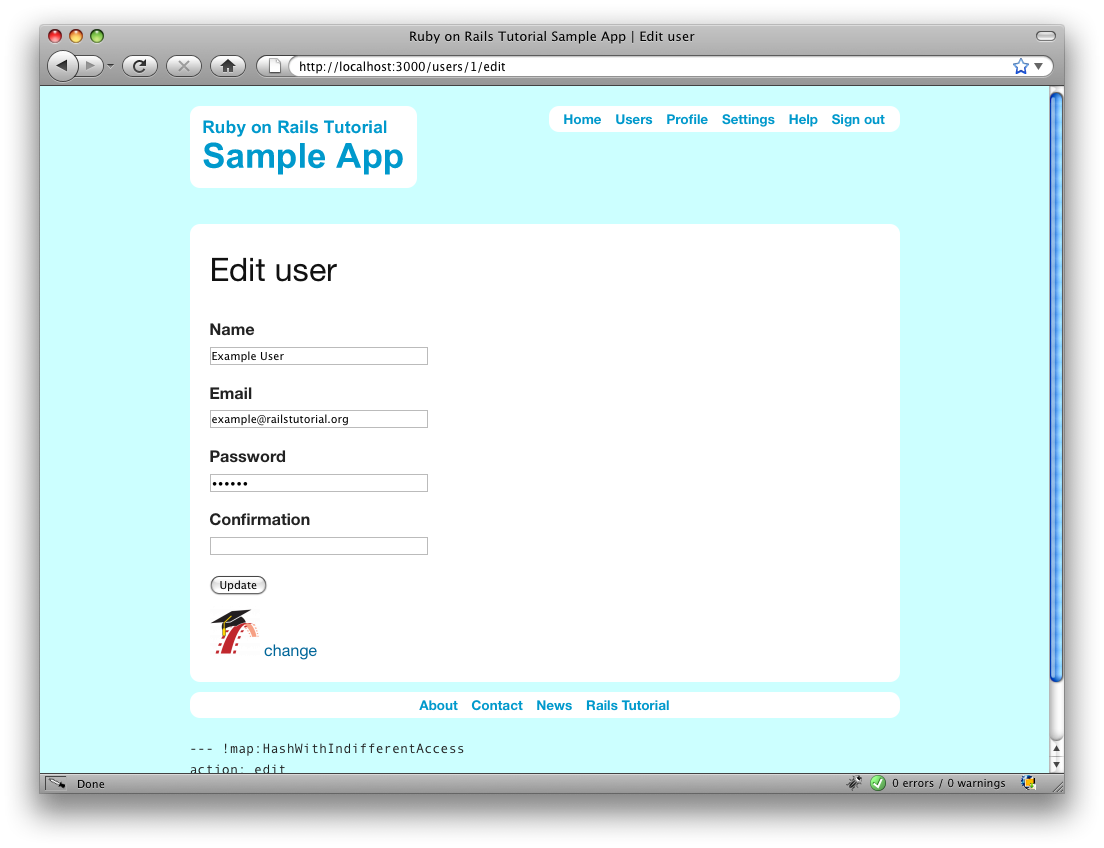 Ruby on Rails Tutorial Sample App | Edit user
http://localhost:3000/users/1/edit
Ruby on Rails Tutorial
Sample App
Home Users Profile Settings Help Sign out
Edit user
Name
Example User
Email
example@railstutorial.org
Password
••••••
Confirmation
Update
change
About Contact News Rails Tutorial
--- !map:HashWithIndifferentAccess
action: edit
Done
0 errors / 0 warnings